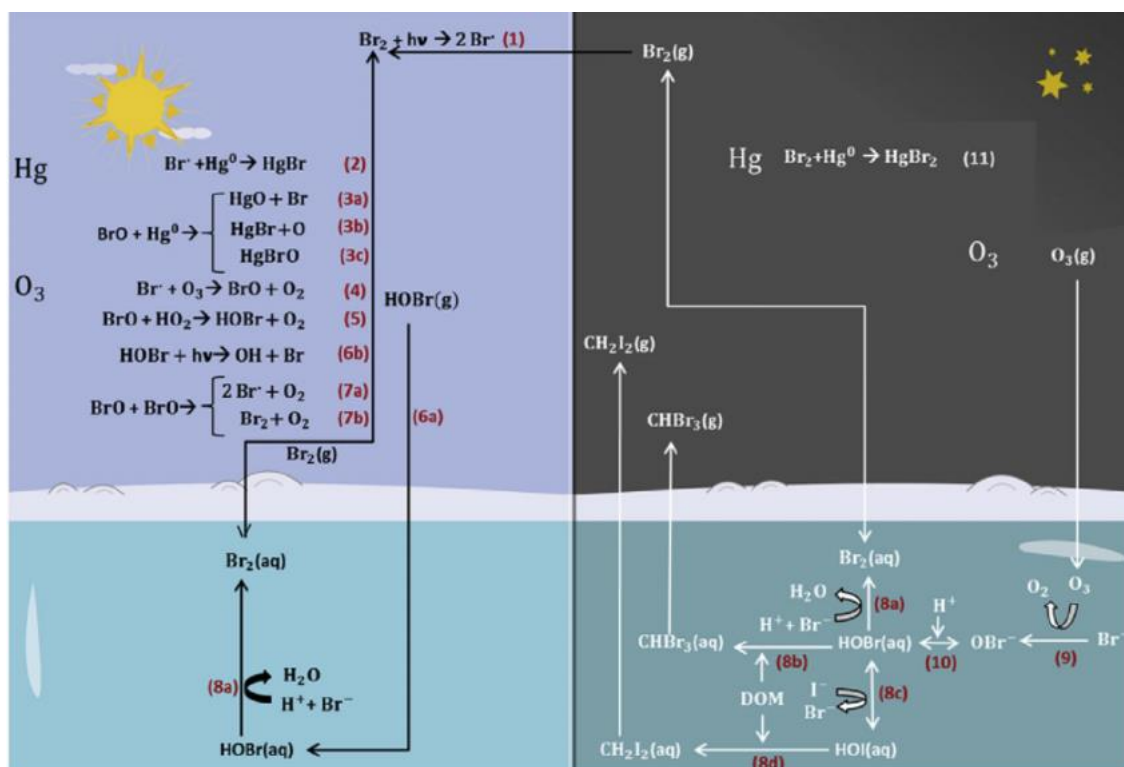 Br₂ + hν → 2 Br· (1)
Hg
Br· +Hg⁰→ HgBr (2)
BrO + Hg⁰→
HgO + Br (3a)
HgBr + O (3b)
HgBrO (3c)
O₃
Br· + O₃→ BrO + O₂ (4)
BrO + HO₂→ HOBr + O₂ (5)
HOBr + hν→ OH + Br (6b)
BrO + BrO→
2 Br· + O₂ (7a)
Br₂ + O₂ (7b)
HOBr(g)
(6a)
Br₂(g)
Br₂(aq)
(8a)
H₂O
H⁺ + Br⁻
HOBr(aq)
Br₂(g)
Hg
Br₂+Hg⁰ → HgBr₂ (11)
O₃
O₃(g)
CH₂I₂(g)
CHBr₃(g)
Br₂(aq)
H₂O
(8a)
H⁺ + Br⁻
H⁺
O₂
O₃
CHBr₃(aq)
(8b)
HOBr(aq)
(10)
OBr⁻
(9)
Br⁻
DOM
I⁻
Br⁻
(8c)
CH₂I₂(aq)
(8d)
HOI(aq)